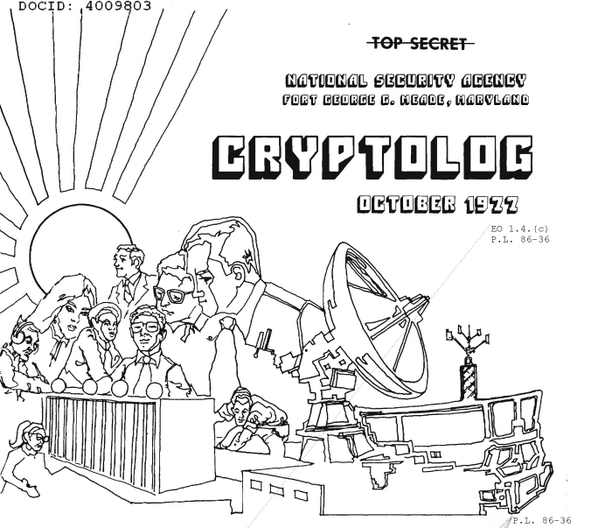 DOCID: 4009803
TOP SECRET
NATIONAL SECURITY AGENCY
FORT GEORGE G. MEADE, MARYLAND
CRYPTOLOG
OCTOBER 1977
EO 1.4.(c)
P.L. 86-36
P.L. 86-36